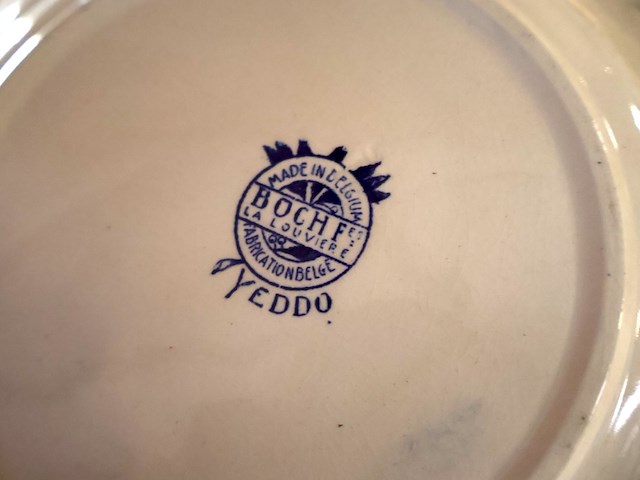 MADE IN BELGIUM
BOCH Fes
LA LOUVIERE
FABRICATION BELGE
YEDDO